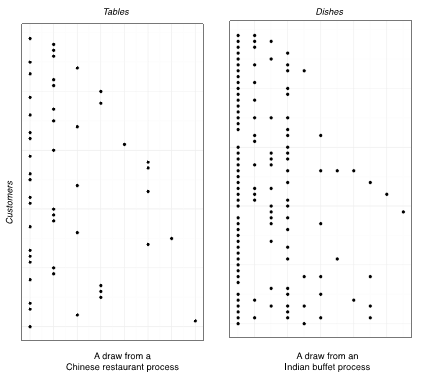 Tables
Dishes
Customers
A draw from a
Chinese restaurant process
A draw from an
Indian buffet process